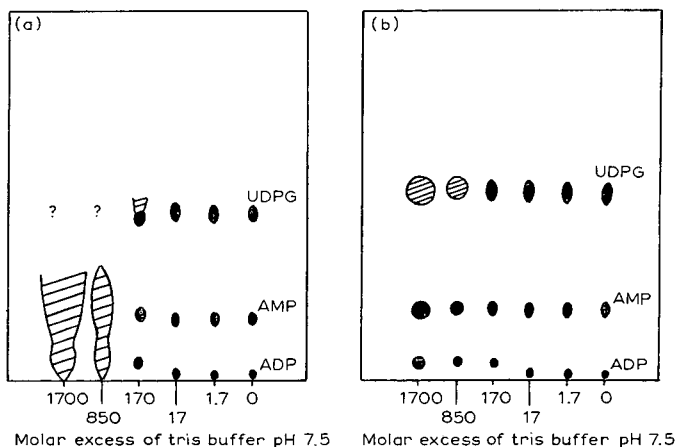 (a)
? ? UDPG
AMP
ADP
1700 850 170 17 1.7 0
Molar excess of tris buffer pH 7.5
(b)
UDPG
AMP
ADP
1700 850 170 17 1.7 0
Molar excess of tris buffer pH 7.5